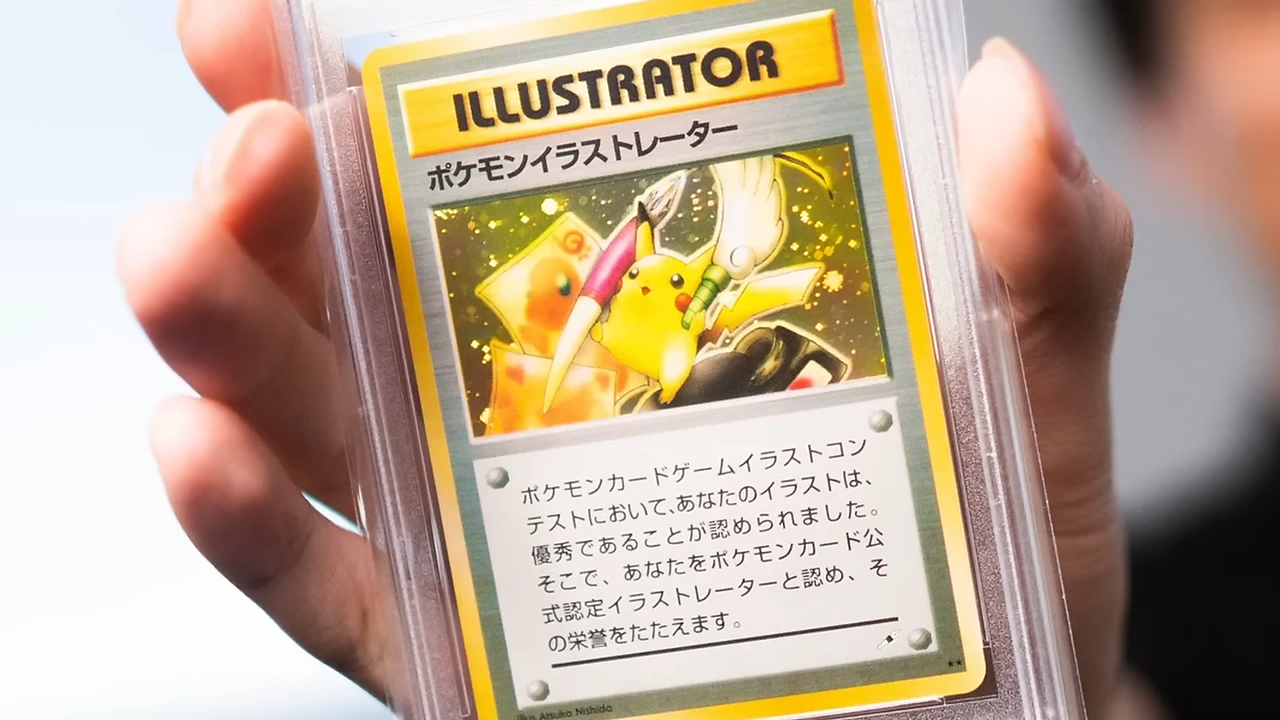 ILLUSTRATOR
ポケモンイラストレーター
ポケモンカードゲームイラストコン
テストにおいて、あなたのイラストは、
優秀であることが認められました。
そこで、あなたをポケモンカード公
式認定イラストレーターと認め、そ
の栄誉をたたえます。
★★
Illus. Atsuko Nishida